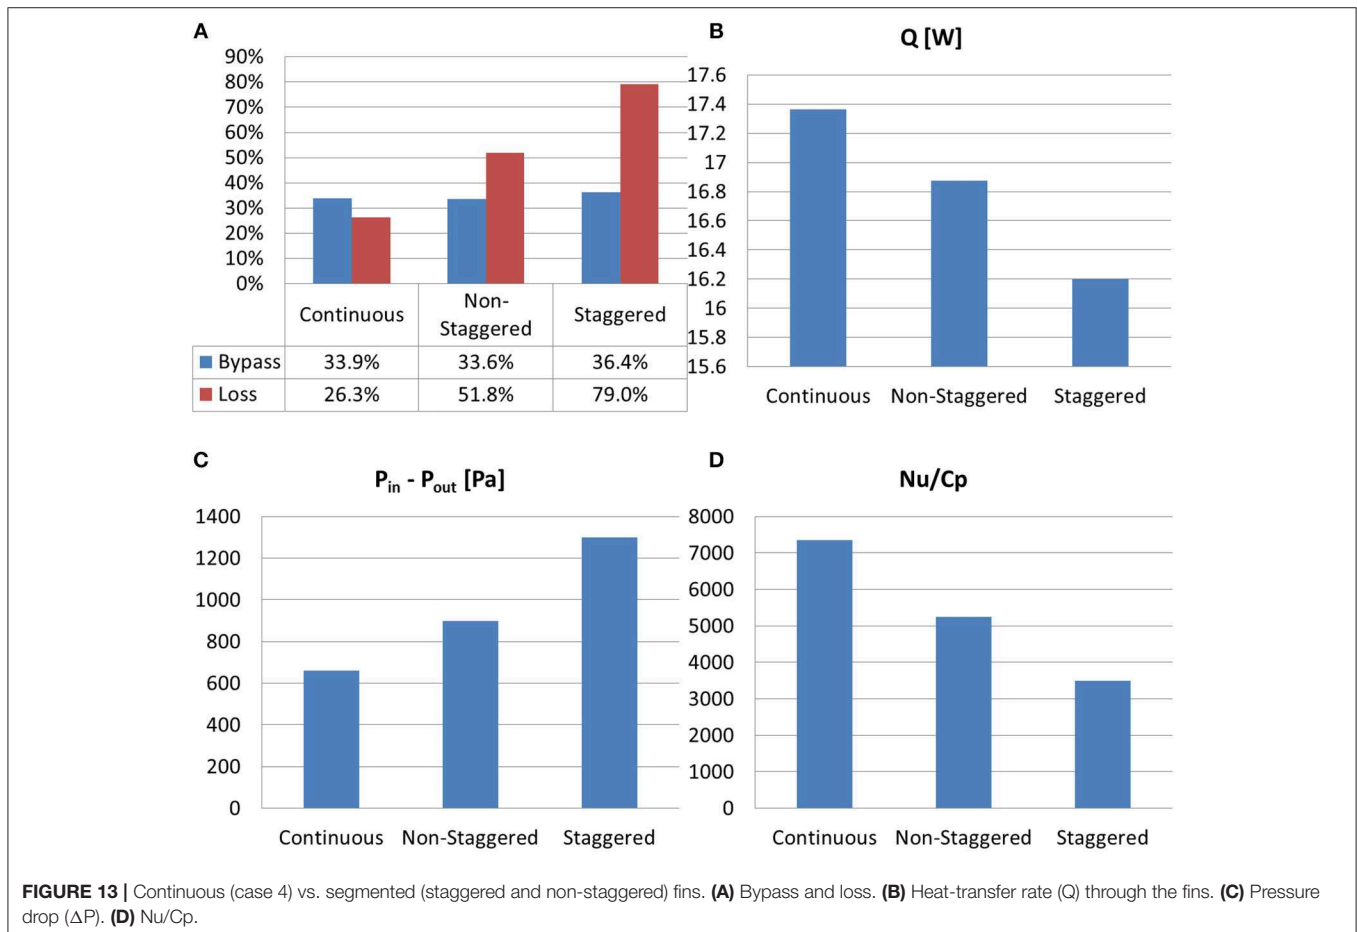 A
90%
80%
70%
60%
50%
40%
30%
20%
10%
0%
Continuous
Non-
Staggered
Staggered
Bypass 33.9% 33.6% 36.4%
Loss 26.3% 51.8% 79.0%
B
Q [W]
17.6
17.4
17.2
17
16.8
16.6
16.4
16.2
16
15.8
15.6
Continuous Non-Staggered Staggered
C
Pin - Pout [Pa]
1400
1200
1000
800
600
400
200
0
Continuous Non-Staggered Staggered
D
Nu/Cp
8000
7000
6000
5000
4000
3000
2000
1000
0
Continuous Non-Staggered Staggered
FIGURE 13 | Continuous (case 4) vs. segmented (staggered and non-staggered) fins. (A) Bypass and loss. (B) Heat-transfer rate (Q) through the fins. (C) Pressure
drop (ΔP). (D) Nu/Cp.